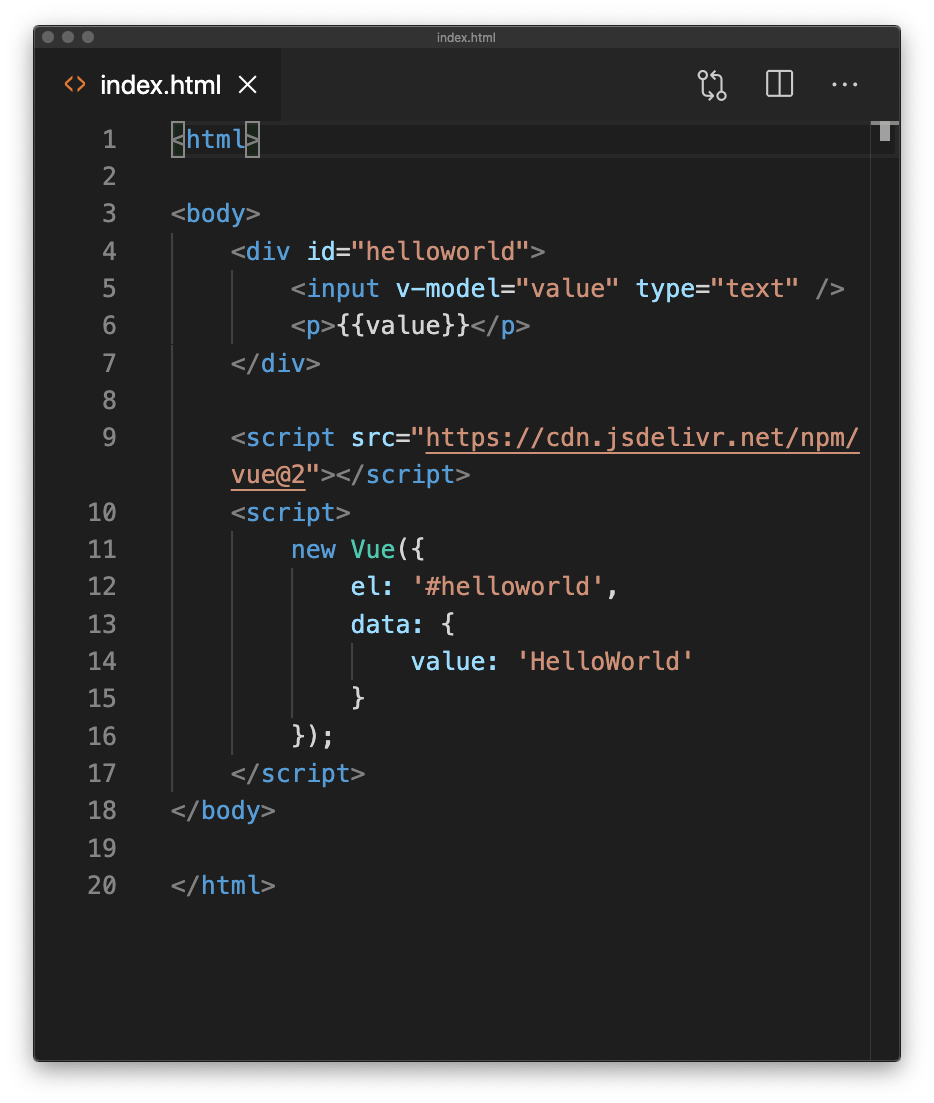 index.html
index.html
1 <html>
2
3 <body>
4     <div id="helloworld">
5         <input v-model="value" type="text" />
6         <p>{{value}}</p>
7     </div>
8
9     <script src="https://cdn.jsdelivr.net/npm/
    vue@2"></script>
10     <script>
11         new Vue({
12             el: '#helloworld',
13             data: {
14                 value: 'HelloWorld'
15             }
16         });
17     </script>
18 </body>
19
20 </html>